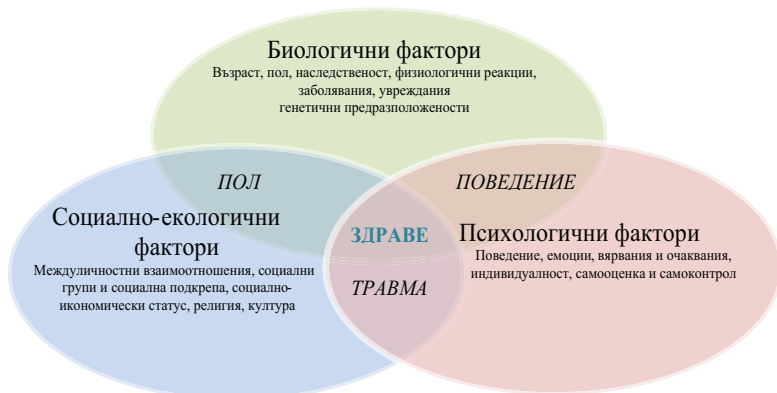 Биологични фактори
Възраст, пол, наследственост, физиологични реакции,
заболявания, увреждания
генетични предразположености
ПОЛ
ПОВЕДЕНИЕ
Социално-екологични
фактори
Междуличностни взаимоотношения, социални
групи и социална подкрепа, социално-
икономически статус, религия, култура
ЗДРАВЕ
Психологични фактори
Поведение, емоции, вярвания и очаквания,
индивидуалност, самооценка и самоконтрол
ТРАВМА